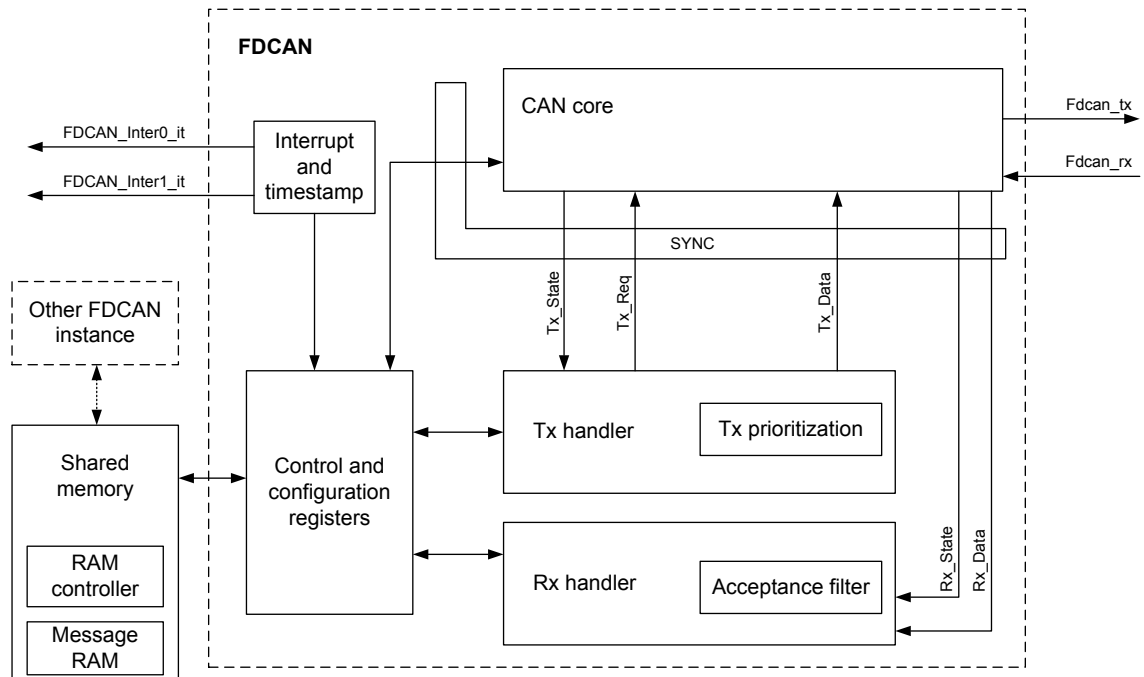 FDCAN
CAN core
Fdcan_tx
FDCAN_Inter0_it
Interrupt
and
timestamp
Fdcan_rx
FDCAN_Inter1_it
SYNC
Tx_State
Tx_Req
Tx_Data
Other FDCAN
instance
Tx handler
Tx prioritization
Shared
memory
Control and
configuration
registers
Rx_State
Rx_Data
RAM
controller
Rx handler
Acceptance filter
Message
RAM